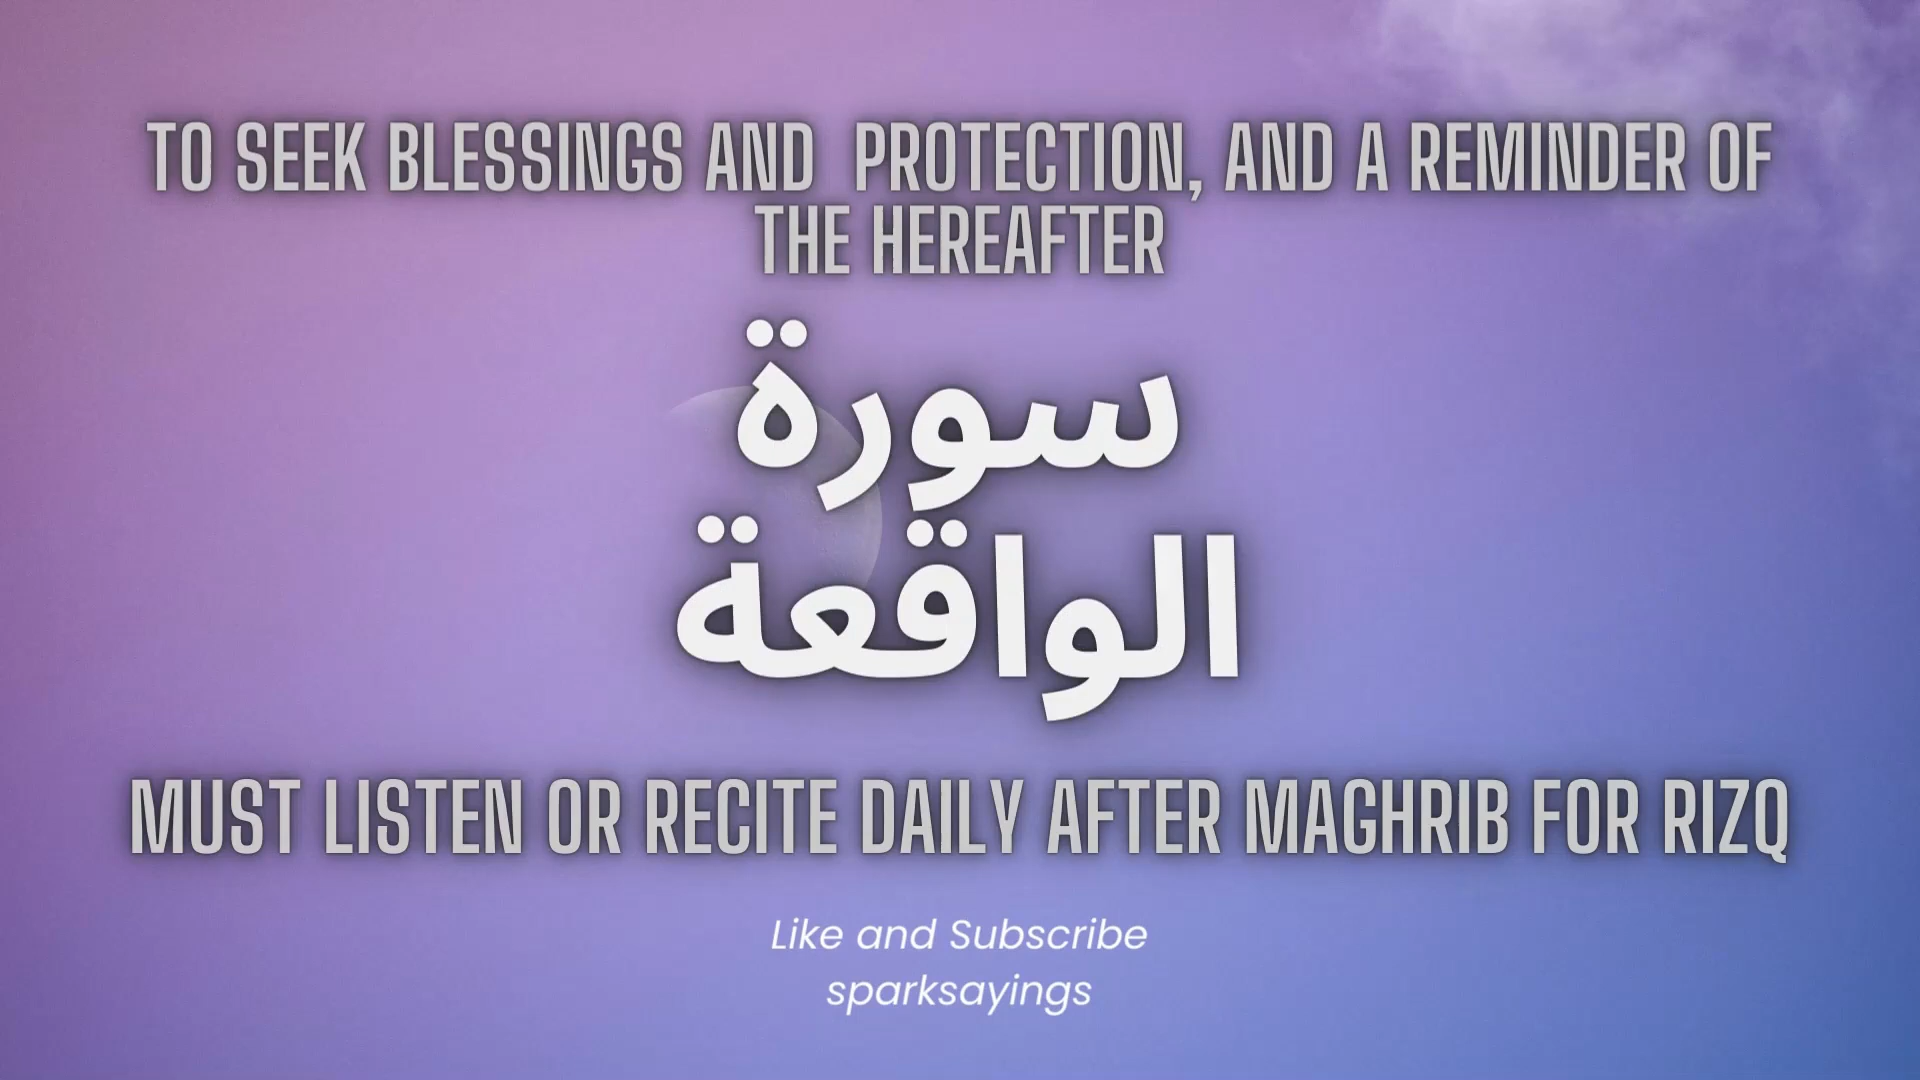 TO SEEK BLESSINGS AND PROTECTION, AND A REMINDER OF
THE HEREAFTER
سورة
الواقعة
MUST LISTEN OR RECITE DAILY AFTER MAGHRIB FOR RIZQ
Like and Subscribe
sparksayings